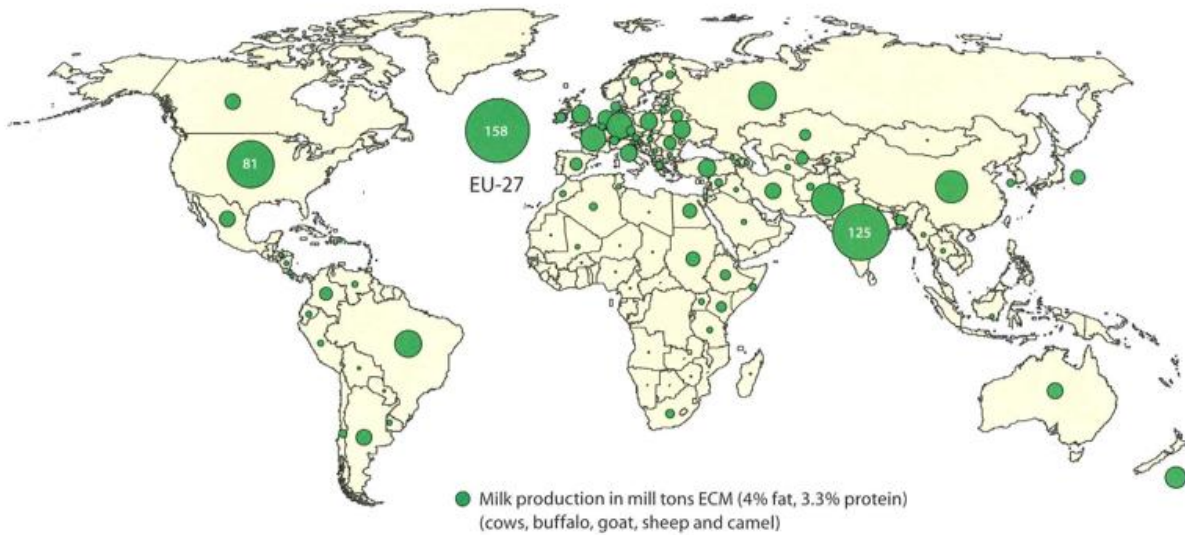 158
81
EU-27
125
Milk production in mill tons ECM (4% fat, 3.3% protein)
(cows, buffalo, goat, sheep and camel)